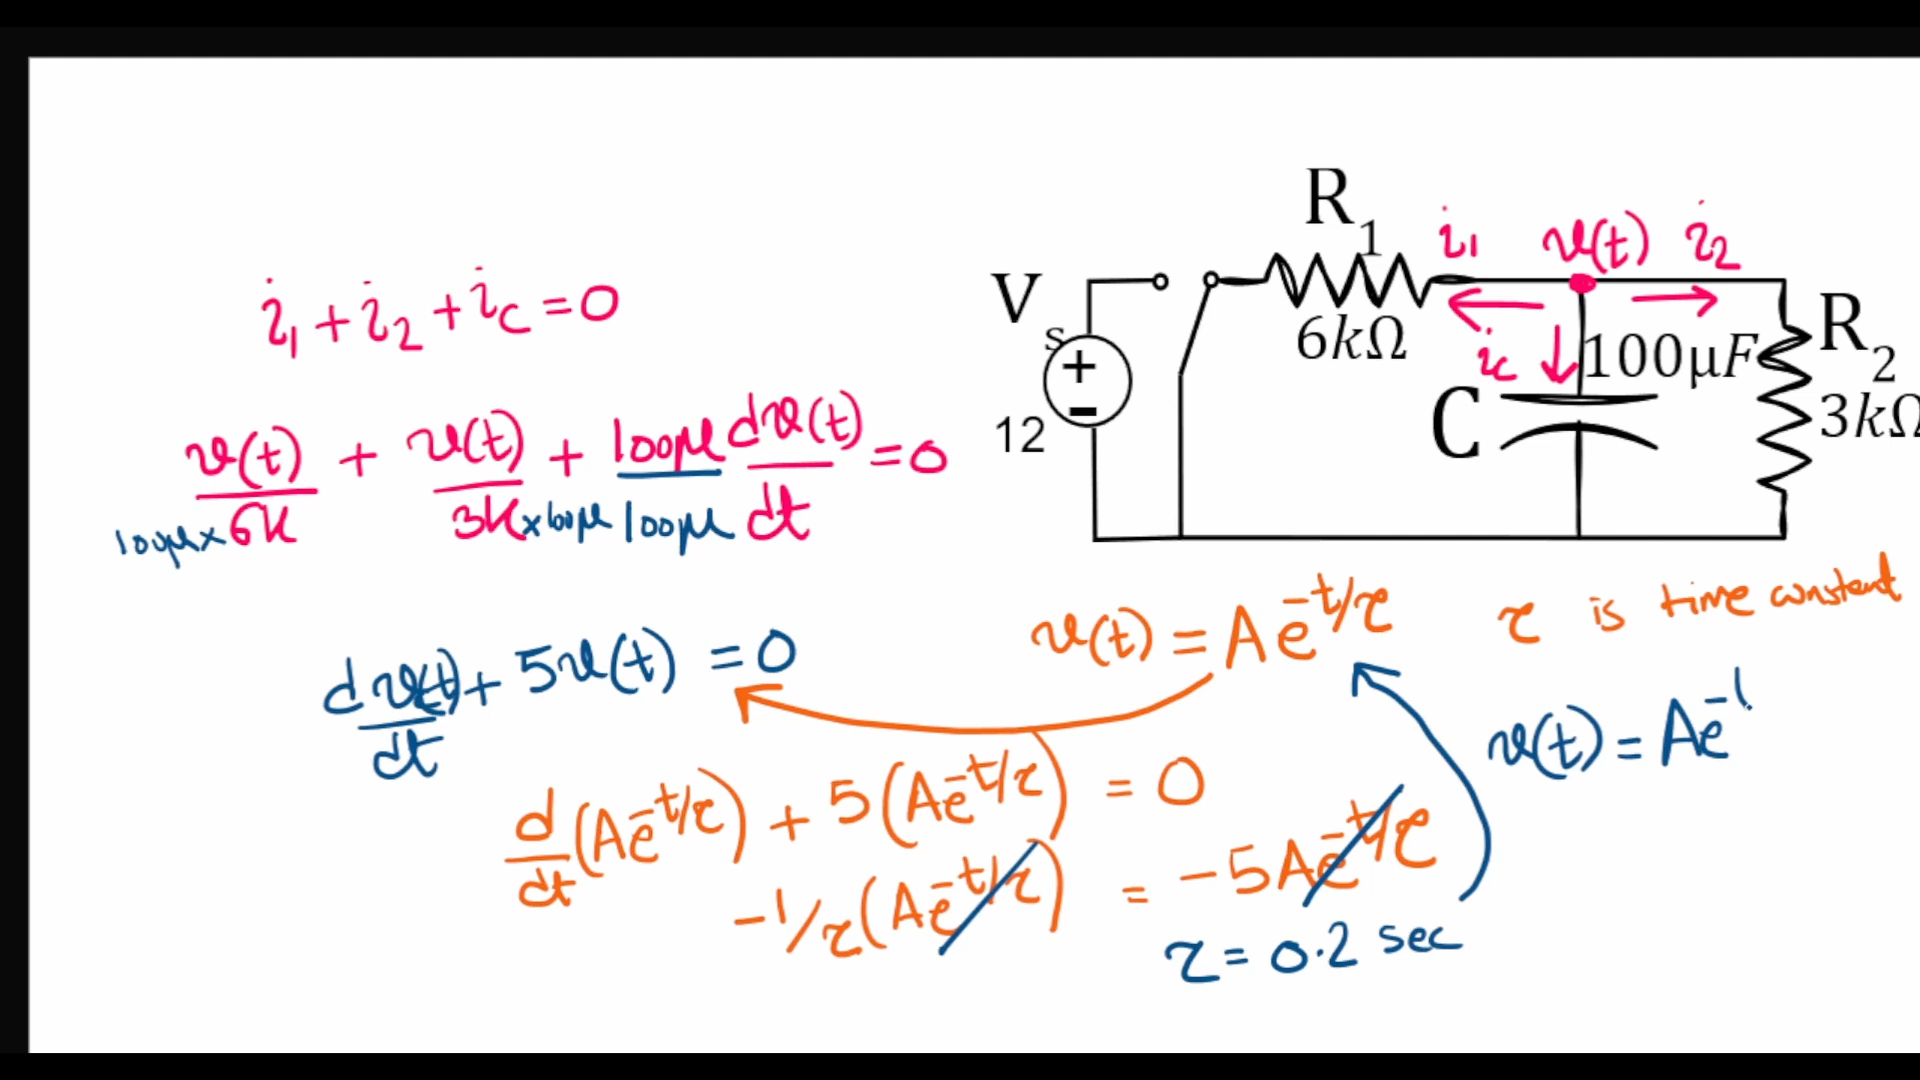 R1
i1 v(t) i2
Vs
6kΩ
R2
i1 + i2 + ic = 0
+
ic
100μF
-
3kΩ
C
12
v(t)/6k + v(t)/3k + 100μ dv(t)/dt = 0
100μ× ×100μ 100μ
v(t) = Ae^-t/τ
τ is time constant
dv(t)/dt + 5v(t) = 0
v(t) = Ae^-1
d/dt(Ae^-t/τ) + 5(Ae^-t/τ) = 0
-1/τ(Ae^-t/τ) = -5Ae^-t/τ
τ = 0.2 sec